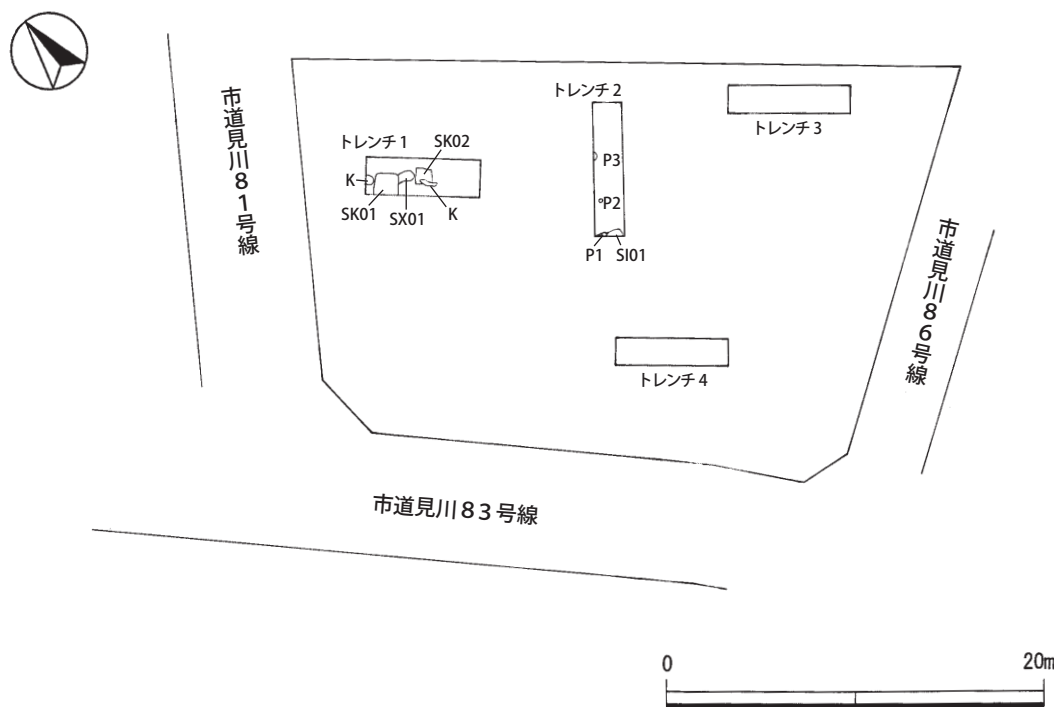 トレンチ2
市道見川81号線
トレンチ3
トレンチ1
SK02
P3
K
P2
SK01
SX01
K
P1
SI01
市道見川86号線
トレンチ4
市道見川83号線
0
20m